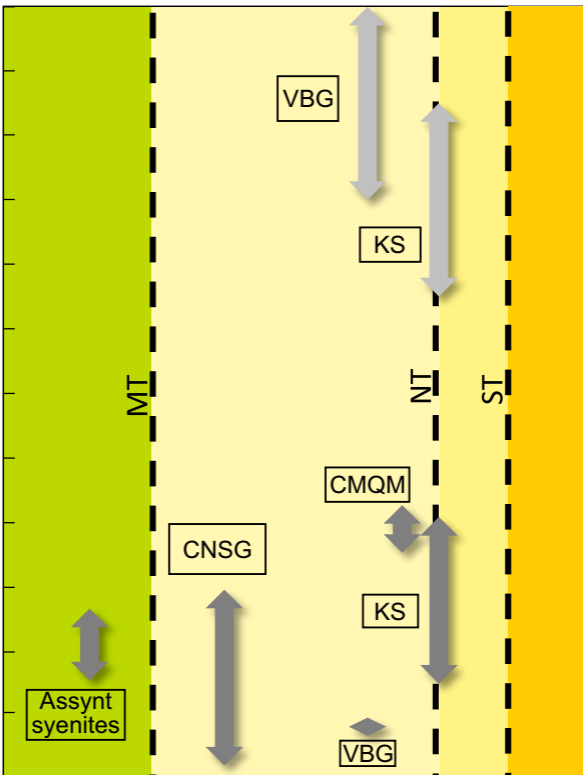 VBG
KS
MT
NT
ST
CMQM
CNSG
KS
Assynt
syenites
VBG